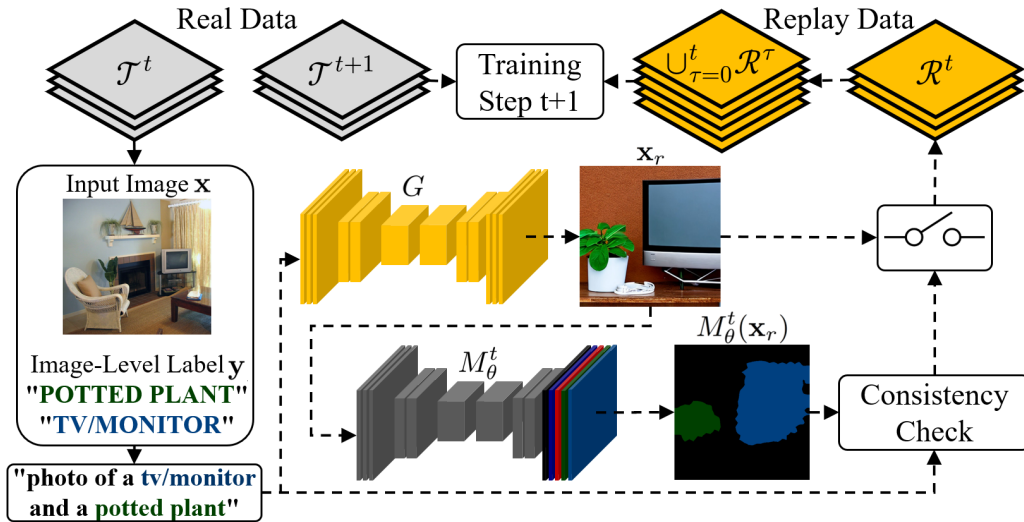 Real Data
Replay Data
𝒯^t
𝒯^{t+1}
Training
Step t+1
∪_{τ=0}^t ℛ^τ
ℛ^t
Input Image x
G
x_r
Image-Level Label y
"POTTED PLANT"
"TV/MONITOR"
M_θ^t
M_θ^t(x_r)
Consistency
Check
"photo of a tv/monitor
and a potted plant"